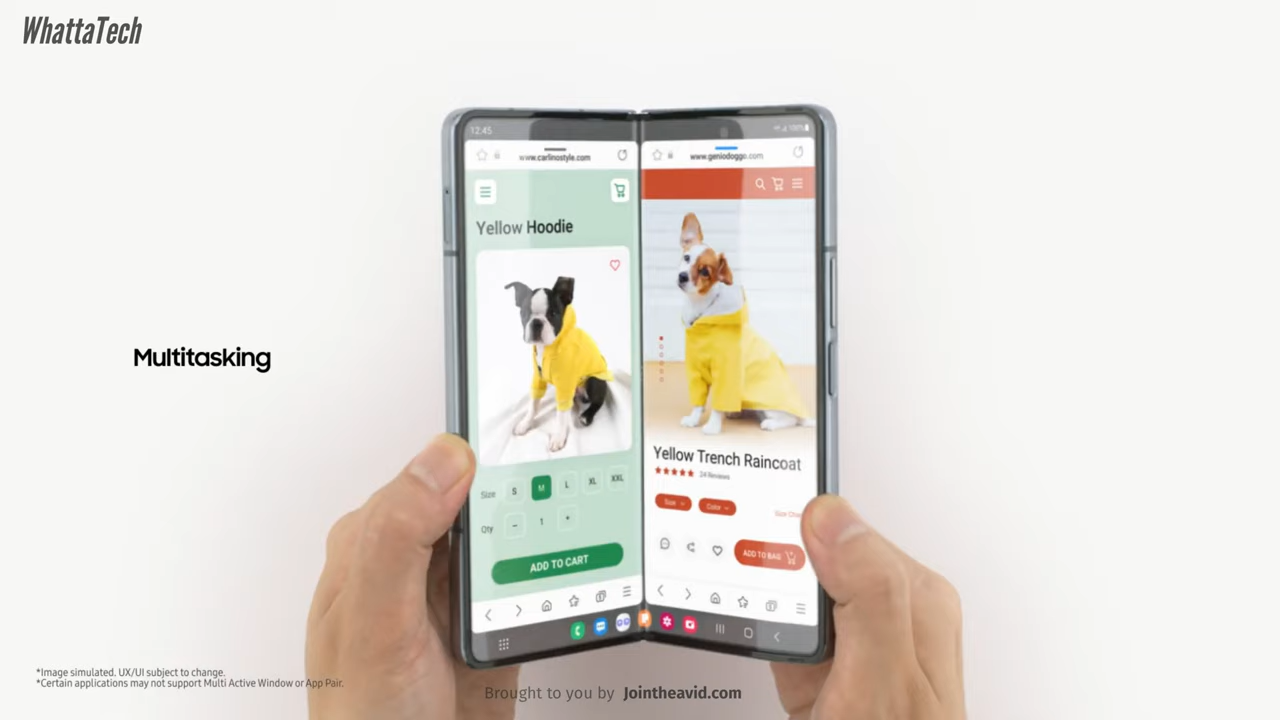 WhattaTech
12.45
100%
www.carlinostyle.com
www.geniodoggo.com
Yellow Hoodie
Multitasking
Yellow Trench Raincoat
24 Reviews
Size S M L XL XXL
Size
Color
Qty − 1 +
ADD TO CART
ADD TO BAG
*Image simulated. UX/UI subject to change.
*Certain applications may not support Multi Active Window or App Pair.
Brought to you by Jointheavid.com